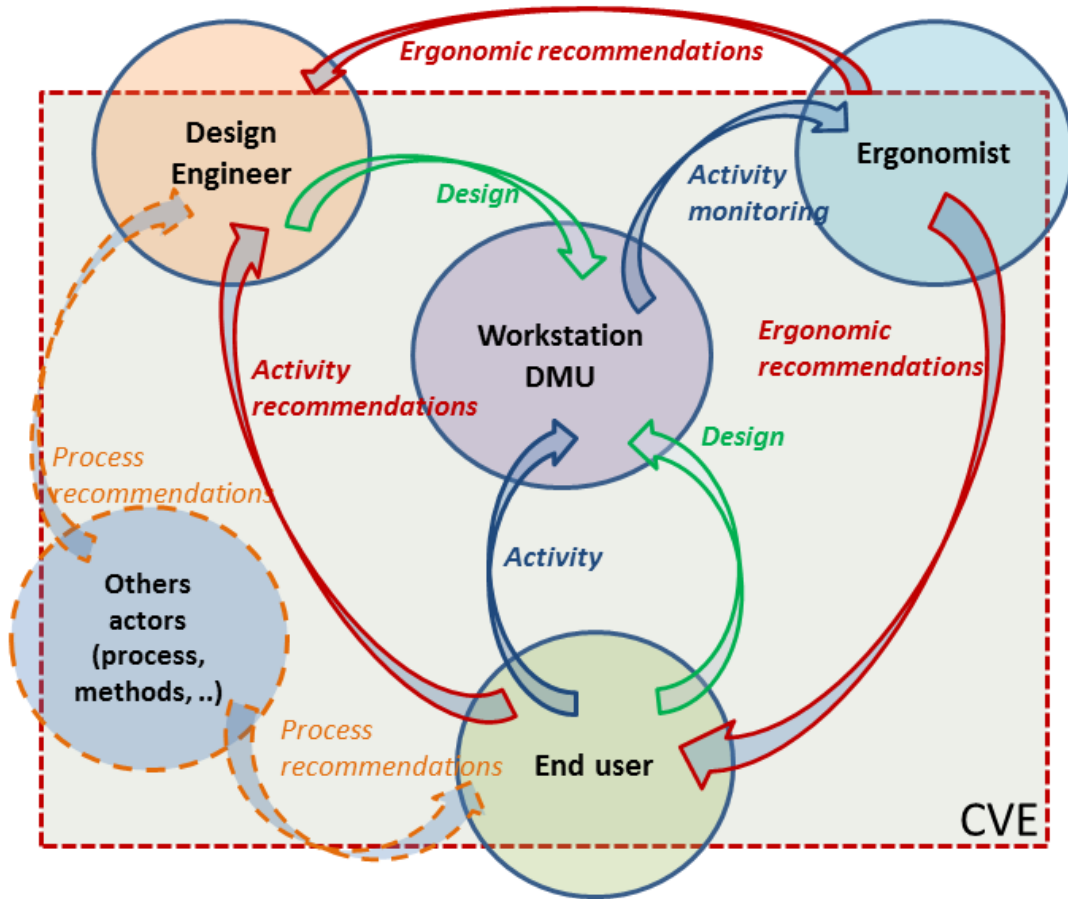 Ergonomic recommendations
Design
Engineer
Ergonomist
Design
Activity
monitoring
Workstation
DMU
Ergonomic
recommendations
Activity
recommendations
Design
Process
recommendations
Activity
Others
actors
(process,
methods, ..)
Process
recommendations
End user
CVE